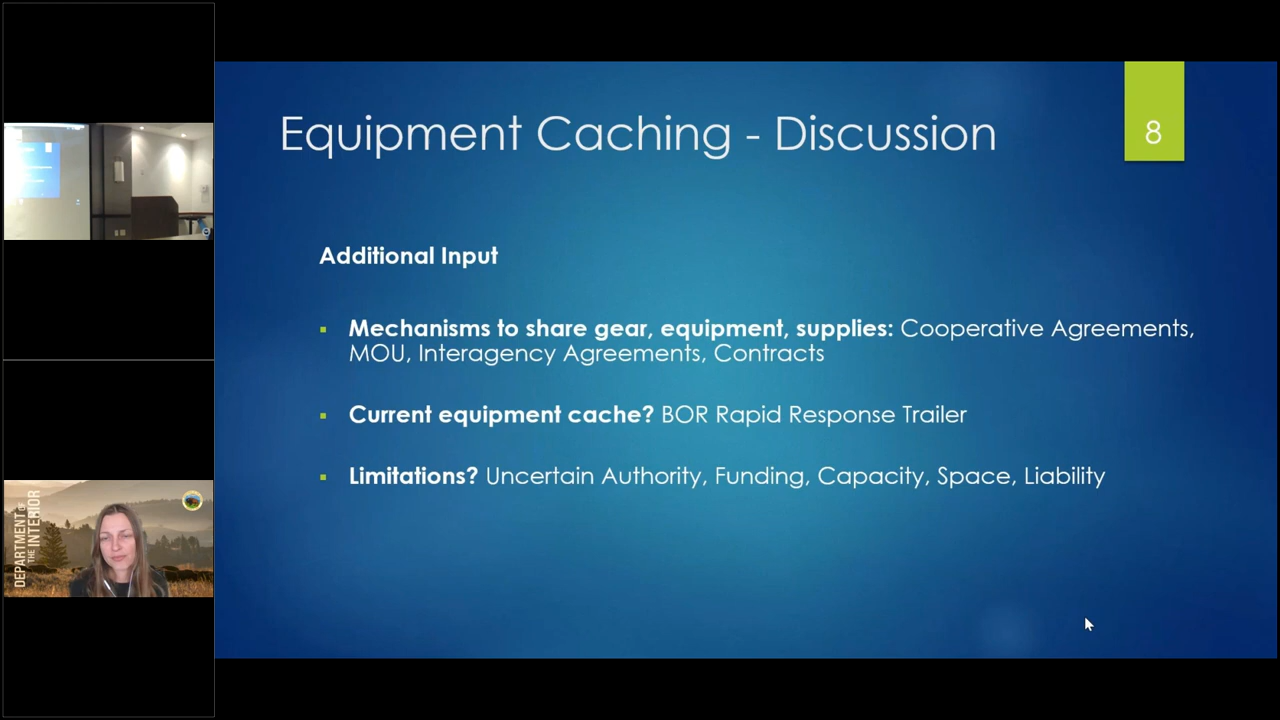 Equipment Caching - Discussion
8
Additional Input
Mechanisms to share gear, equipment, supplies: Cooperative Agreements,
MOU, Interagency Agreements, Contracts
Current equipment cache? BOR Rapid Response Trailer
Limitations? Uncertain Authority, Funding, Capacity, Space, Liability
DEPARTMENT OF
THE INTERIOR